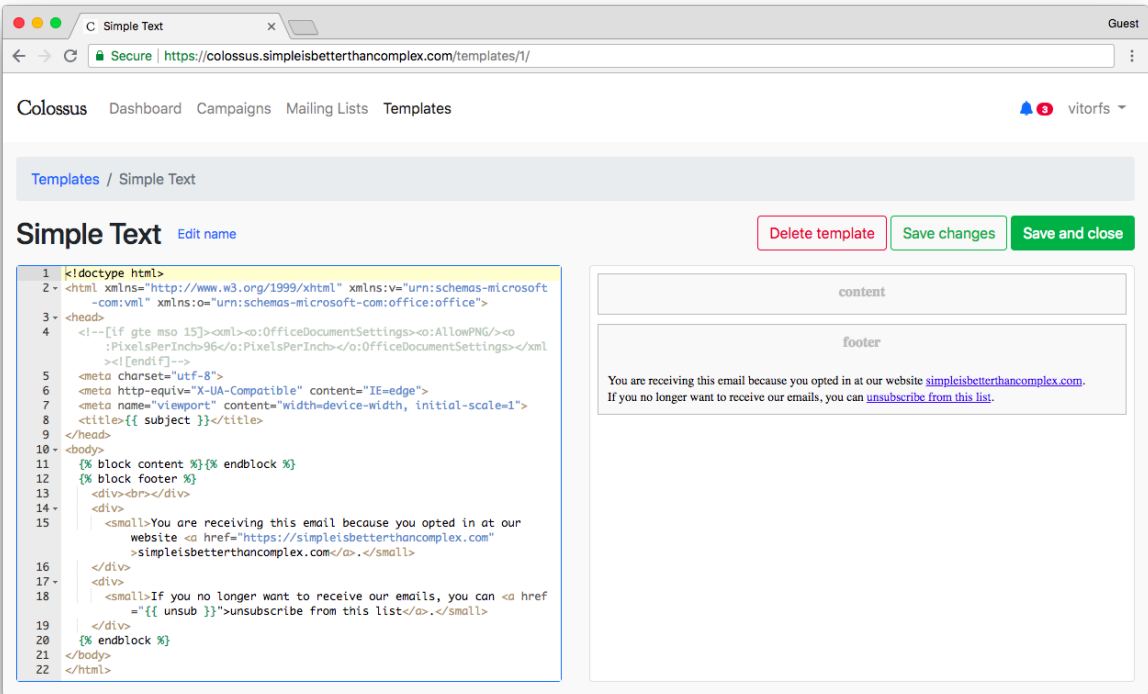 Simple Text
Guest
Secure https://colossus.simpleisbetterthancomplex.com/templates/1/
Colossus Dashboard Campaigns Mailing Lists Templates 3 vitorfs
Templates / Simple Text
Simple Text Edit name Delete template Save changes Save and close
1 <!doctype html>
2 <html xmlns="http://www.w3.org/1999/xhtml" xmlns:v="urn:schemas-microsoft
-com:vml" xmlns:o="urn:schemas-microsoft-com:office:office">
3 <head>
4 <!--[if gte mso 15]><xml><o:OfficeDocumentSettings><o:AllowPNG/><o
:PixelsPerInch>96</o:PixelsPerInch></o:OfficeDocumentSettings></xml
><![endif]-->
5 <meta charset="utf-8">
6 <meta http-equiv="X-UA-Compatible" content="IE=edge">
7 <meta name="viewport" content="width=device-width, initial-scale=1">
8 <title>{{ subject }}</title>
9 </head>
10 <body>
11 {% block content %}{% endblock %}
12 {% block footer %}
13 <div><br></div>
14 <div>
15 <small>You are receiving this email because you opted in at our
website <a href="https://simpleisbetterthancomplex.com"
>simpleisbetterthancomplex.com</a>.</small>
16 </div>
17 <div>
18 <small>If you no longer want to receive our emails, you can <a href
="{{ unsub }}">unsubscribe from this list</a>.</small>
19 </div>
20 {% endblock %}
21 </body>
22 </html>
content
footer
You are receiving this email because you opted in at our website simpleisbetterthancomplex.com.
If you no longer want to receive our emails, you can unsubscribe from this list.